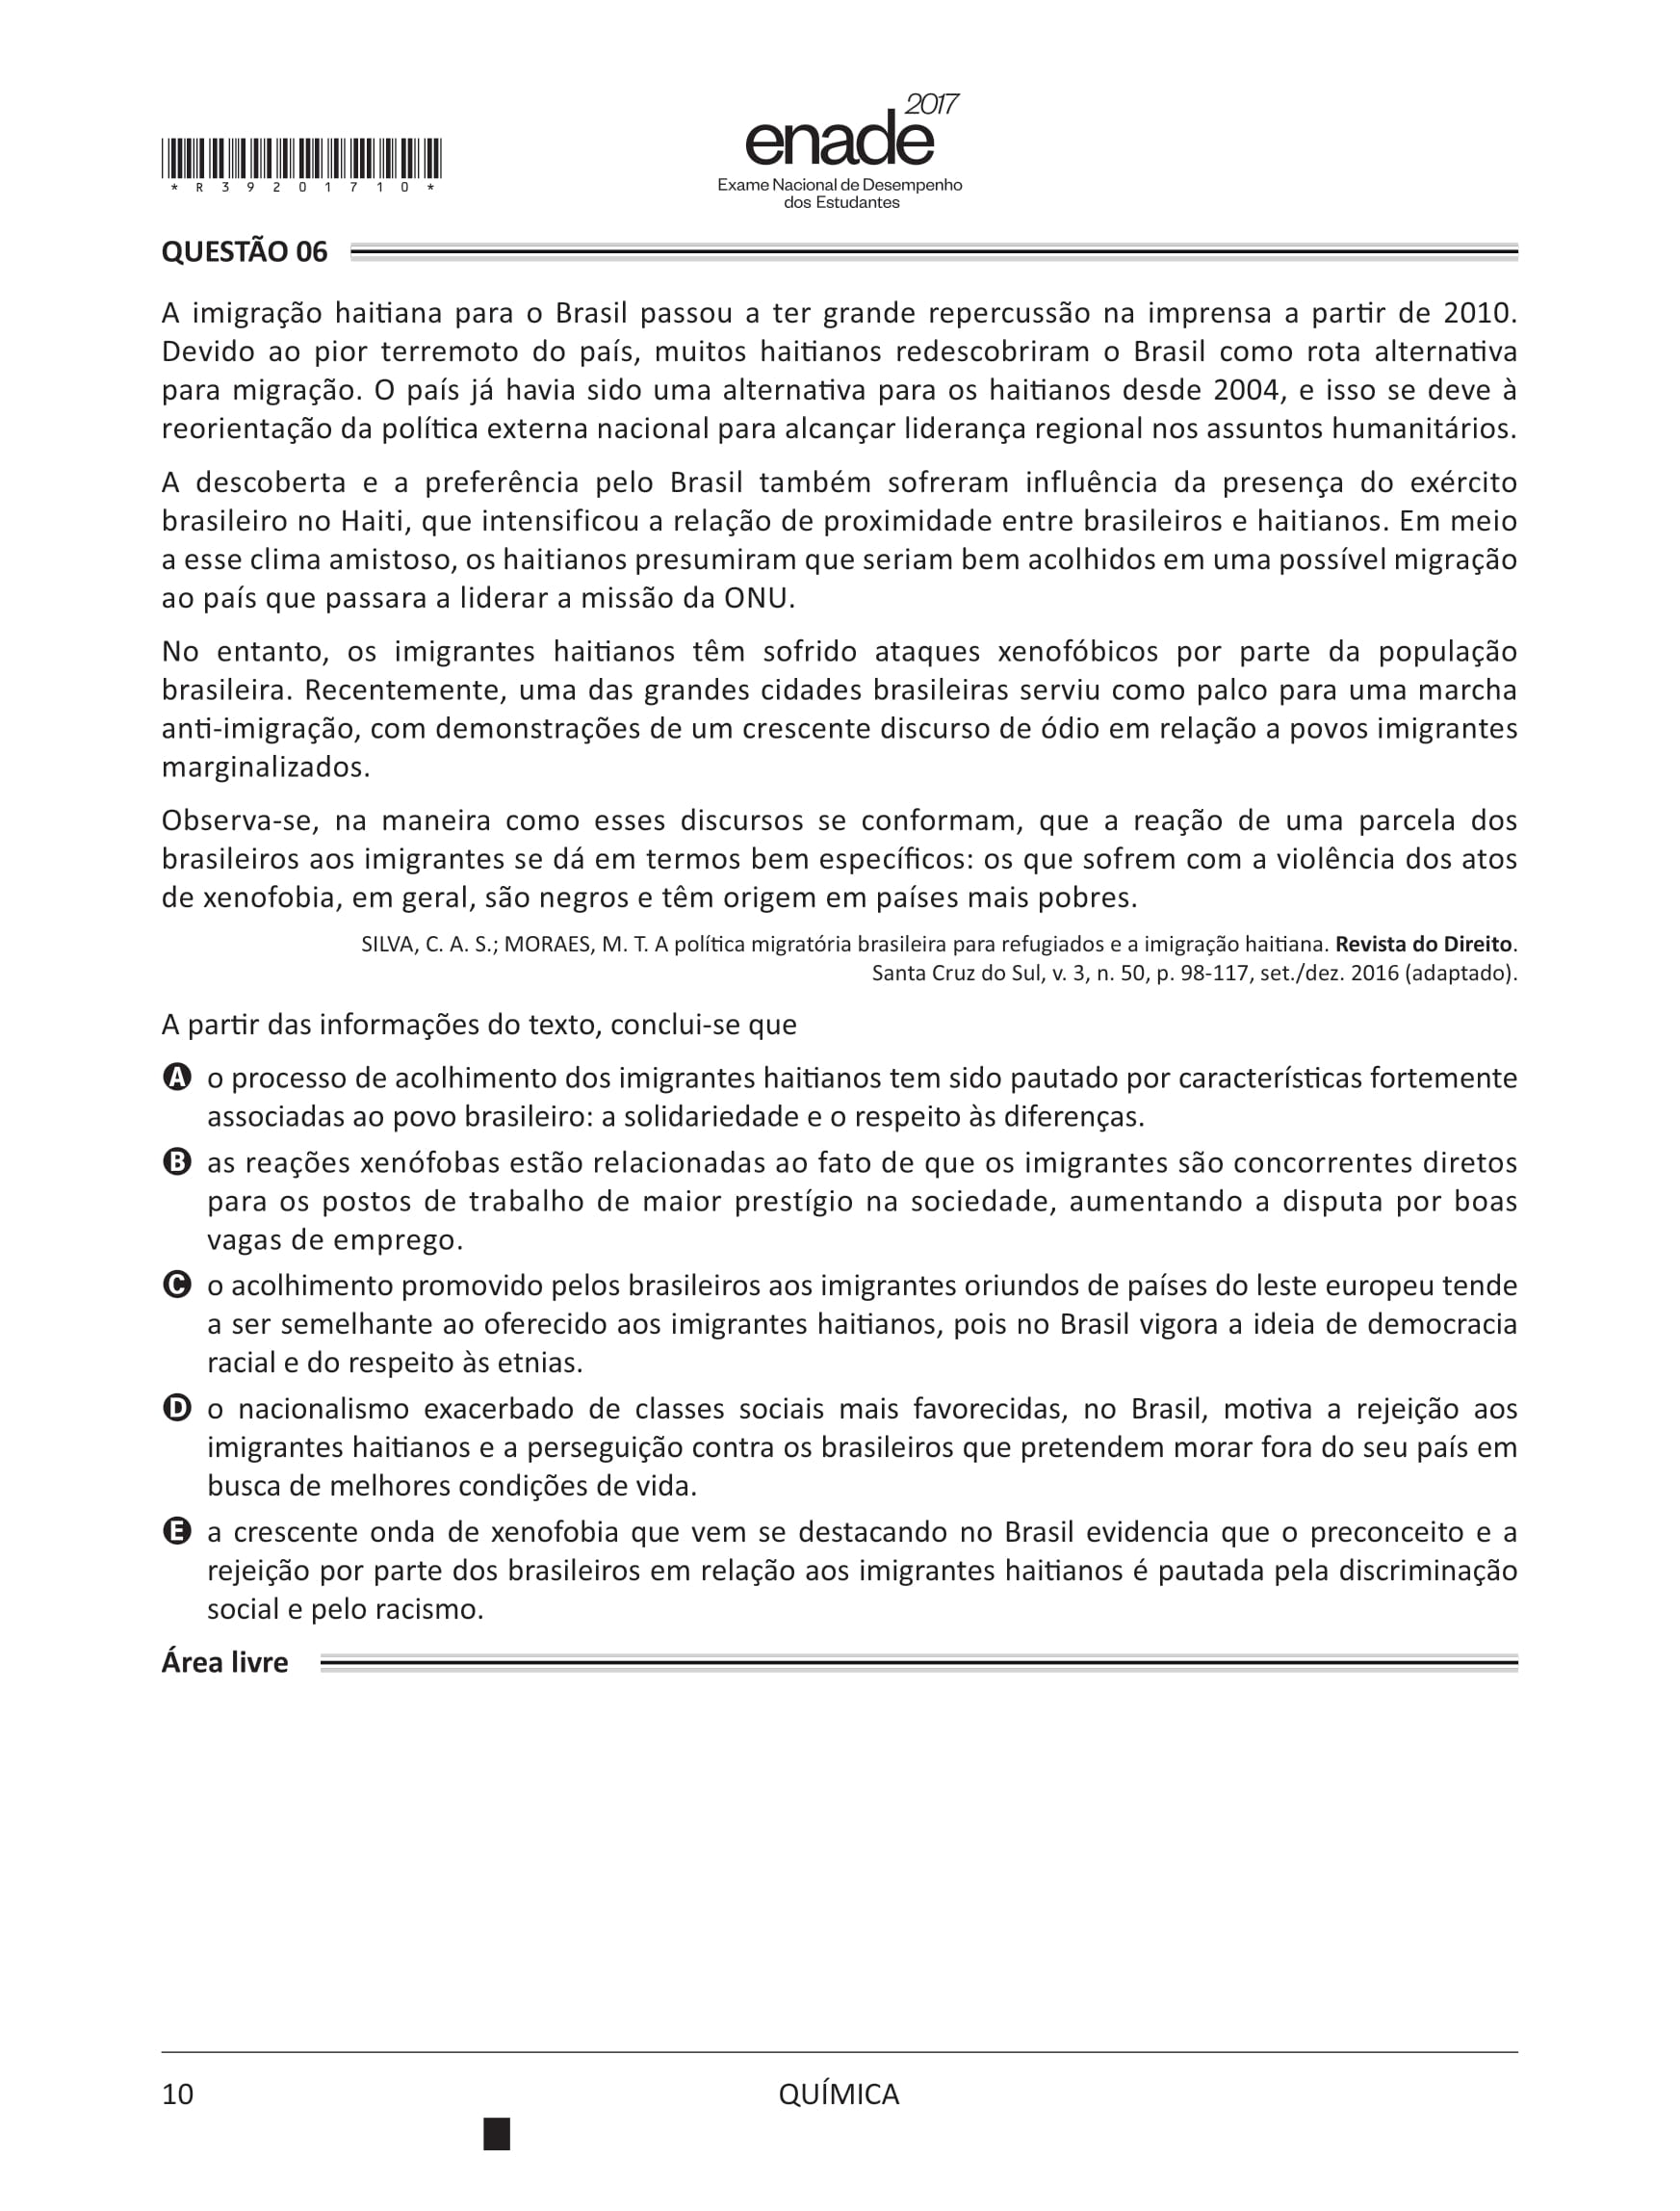 enade 2017
Exame Nacional de Desempenho
dos Estudantes
* R 3 9 2 0 1 7 1 0 *
QUESTÃO 06
A imigração haitiana para o Brasil passou a ter grande repercussão na imprensa a partir de 2010.
Devido ao pior terremoto do país, muitos haitianos redescobriram o Brasil como rota alternativa
para migração. O país já havia sido uma alternativa para os haitianos desde 2004, e isso se deve à
reorientação da política externa nacional para alcançar liderança regional nos assuntos humanitários.
A descoberta e a preferência pelo Brasil também sofreram influência da presença do exército
brasileiro no Haiti, que intensificou a relação de proximidade entre brasileiros e haitianos. Em meio
a esse clima amistoso, os haitianos presumiram que seriam bem acolhidos em uma possível migração
ao país que passara a liderar a missão da ONU.
No entanto, os imigrantes haitianos têm sofrido ataques xenofóbicos por parte da população
brasileira. Recentemente, uma das grandes cidades brasileiras serviu como palco para uma marcha
anti-imigração, com demonstrações de um crescente discurso de ódio em relação a povos imigrantes
marginalizados.
Observa-se, na maneira como esses discursos se conformam, que a reação de uma parcela dos
brasileiros aos imigrantes se dá em termos bem específicos: os que sofrem com a violência dos atos
de xenofobia, em geral, são negros e têm origem em países mais pobres.
SILVA, C. A. S.; MORAES, M. T. A política migratória brasileira para refugiados e a imigração haitiana. Revista do Direito.
Santa Cruz do Sul, v. 3, n. 50, p. 98-117, set./dez. 2016 (adaptado).
A partir das informações do texto, conclui-se que
A o processo de acolhimento dos imigrantes haitianos tem sido pautado por características fortemente
associadas ao povo brasileiro: a solidariedade e o respeito às diferenças.
B as reações xenófobas estão relacionadas ao fato de que os imigrantes são concorrentes diretos
para os postos de trabalho de maior prestígio na sociedade, aumentando a disputa por boas
vagas de emprego.
C o acolhimento promovido pelos brasileiros aos imigrantes oriundos de países do leste europeu tende
a ser semelhante ao oferecido aos imigrantes haitianos, pois no Brasil vigora a ideia de democracia
racial e do respeito às etnias.
D o nacionalismo exacerbado de classes sociais mais favorecidas, no Brasil, motiva a rejeição aos
imigrantes haitianos e a perseguição contra os brasileiros que pretendem morar fora do seu país em
busca de melhores condições de vida.
E a crescente onda de xenofobia que vem se destacando no Brasil evidencia que o preconceito e a
rejeição por parte dos brasileiros em relação aos imigrantes haitianos é pautada pela discriminação
social e pelo racismo.
Área livre
10
QUÍMICA